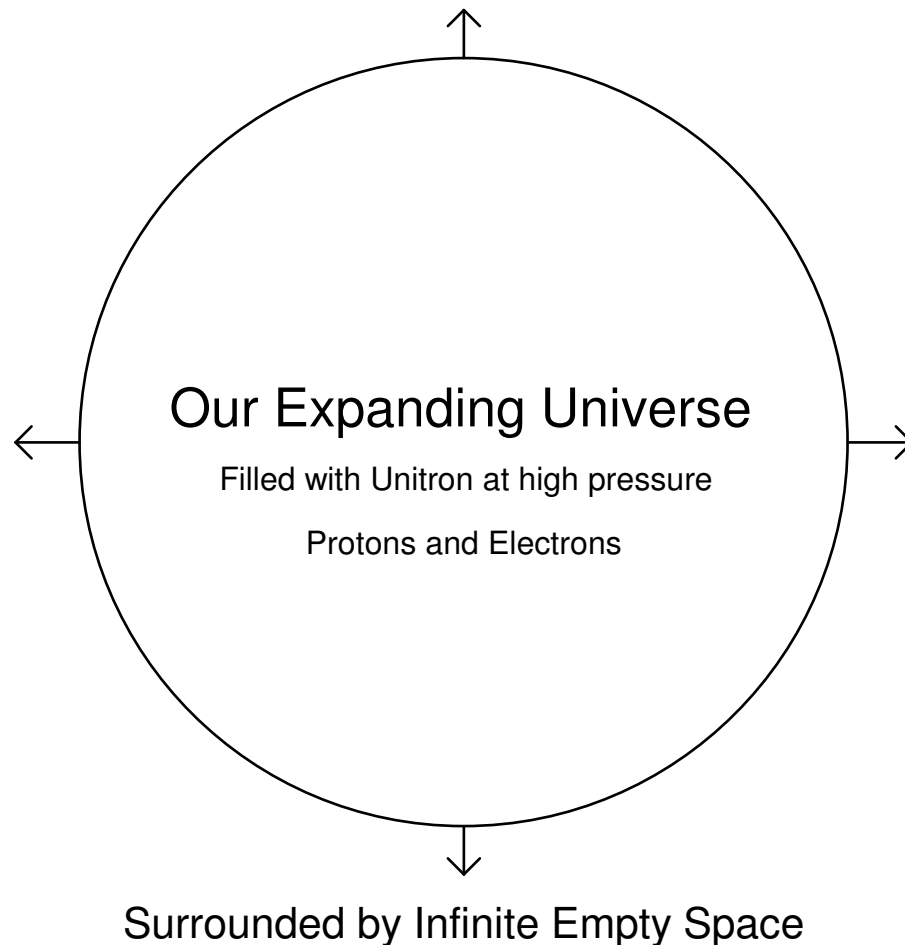 Our Expanding Universe
Filled with Unitron at high pressure
Protons and Electrons
Surrounded by Infinite Empty Space